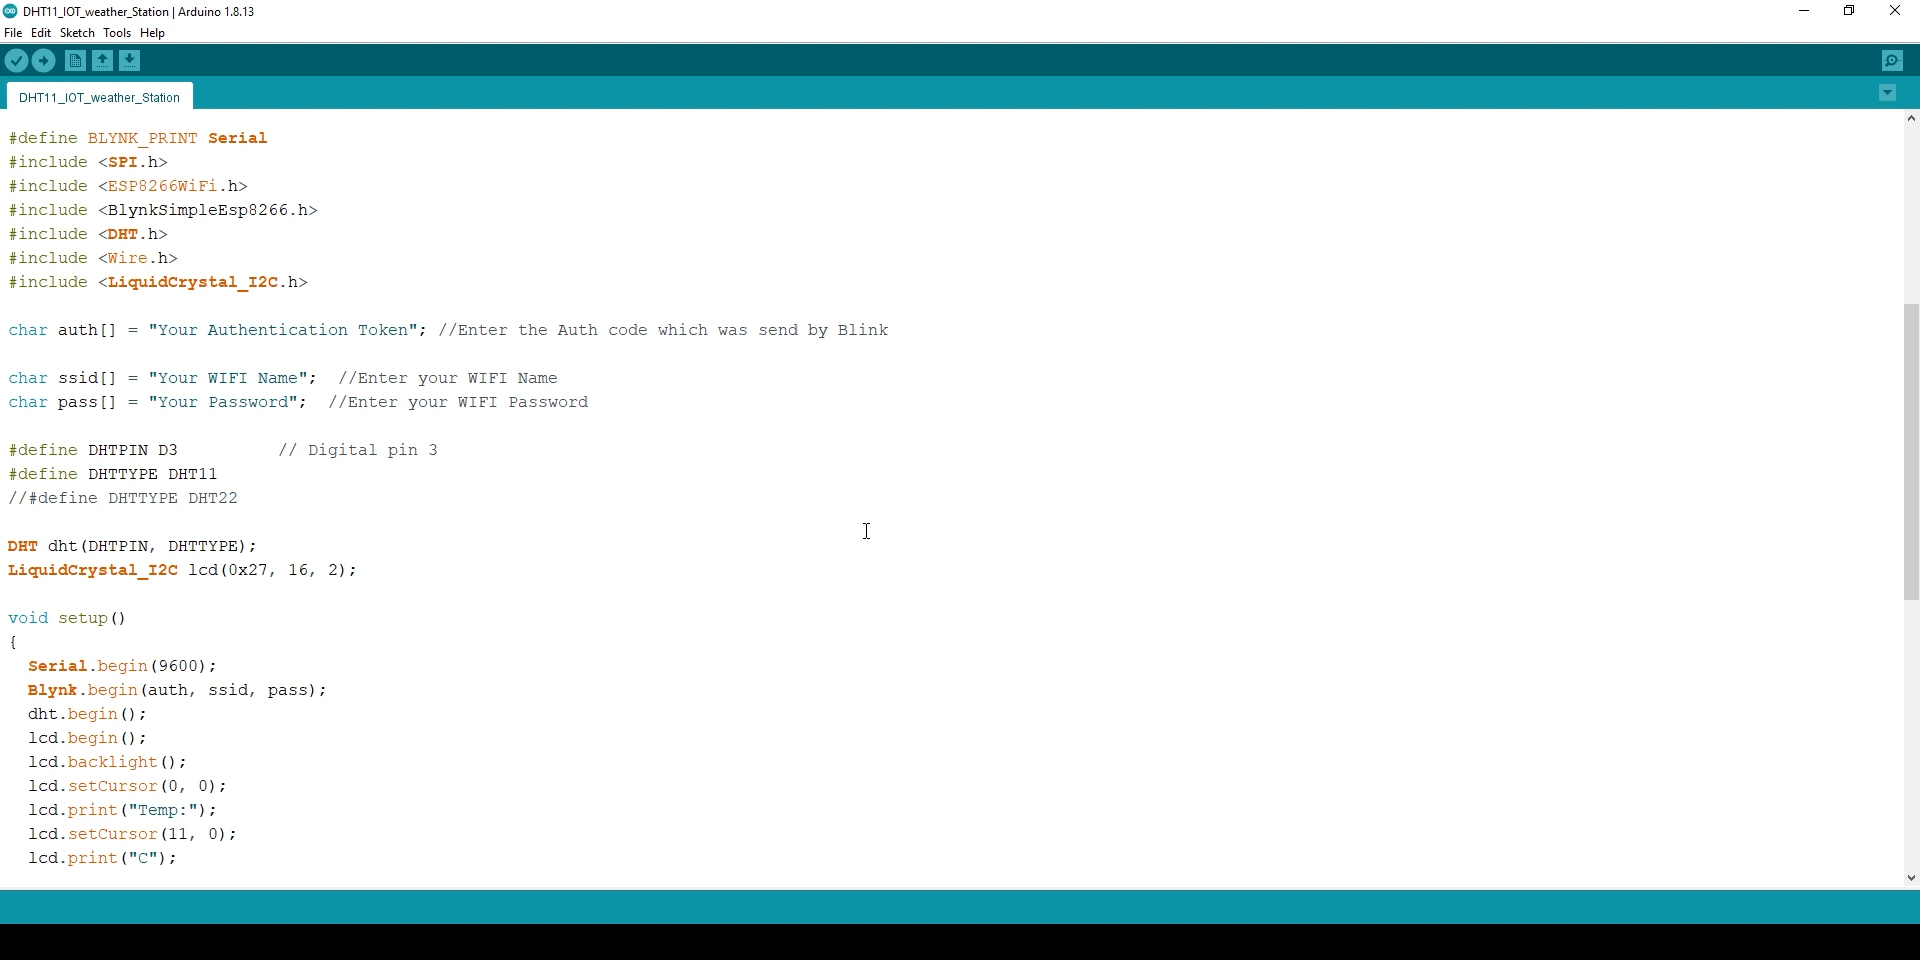 DHT11_IOT_weather_Station | Arduino 1.8.13
File Edit Sketch Tools Help
DHT11_IOT_weather_Station
#define BLYNK_PRINT Serial
#include <SPI.h>
#include <ESP8266WiFi.h>
#include <BlynkSimpleEsp8266.h>
#include <DHT.h>
#include <Wire.h>
#include <LiquidCrystal_I2C.h>
char auth[] = "Your Authentication Token"; //Enter the Auth code which was send by Blink
char ssid[] = "Your WIFI Name";  //Enter your WIFI Name
char pass[] = "Your Password";  //Enter your WIFI Password
#define DHTPIN D3          // Digital pin 3
#define DHTTYPE DHT11
//#define DHTTYPE DHT22
DHT dht(DHTPIN, DHTTYPE);
LiquidCrystal_I2C lcd(0x27, 16, 2);
void setup()
{
  Serial.begin(9600);
  Blynk.begin(auth, ssid, pass);
  dht.begin();
  lcd.begin();
  lcd.backlight();
  lcd.setCursor(0, 0);
  lcd.print("Temp:");
  lcd.setCursor(11, 0);
  lcd.print("C");